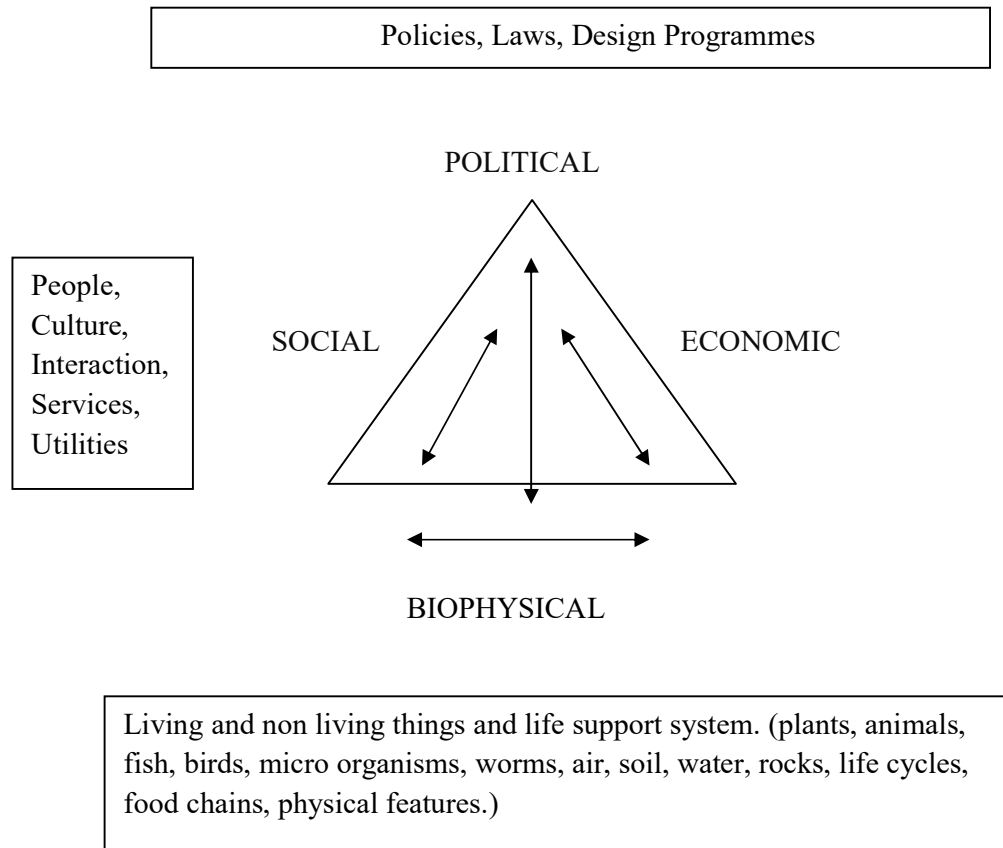 Policies, Laws, Design Programmes
POLITICAL
People,
Culture,
Interaction,
Services,
Utilities
SOCIAL
ECONOMIC
BIOPHYSICAL
Living and non living things and life support system. (plants, animals,
fish, birds, micro organisms, worms, air, soil, water, rocks, life cycles,
food chains, physical features.)